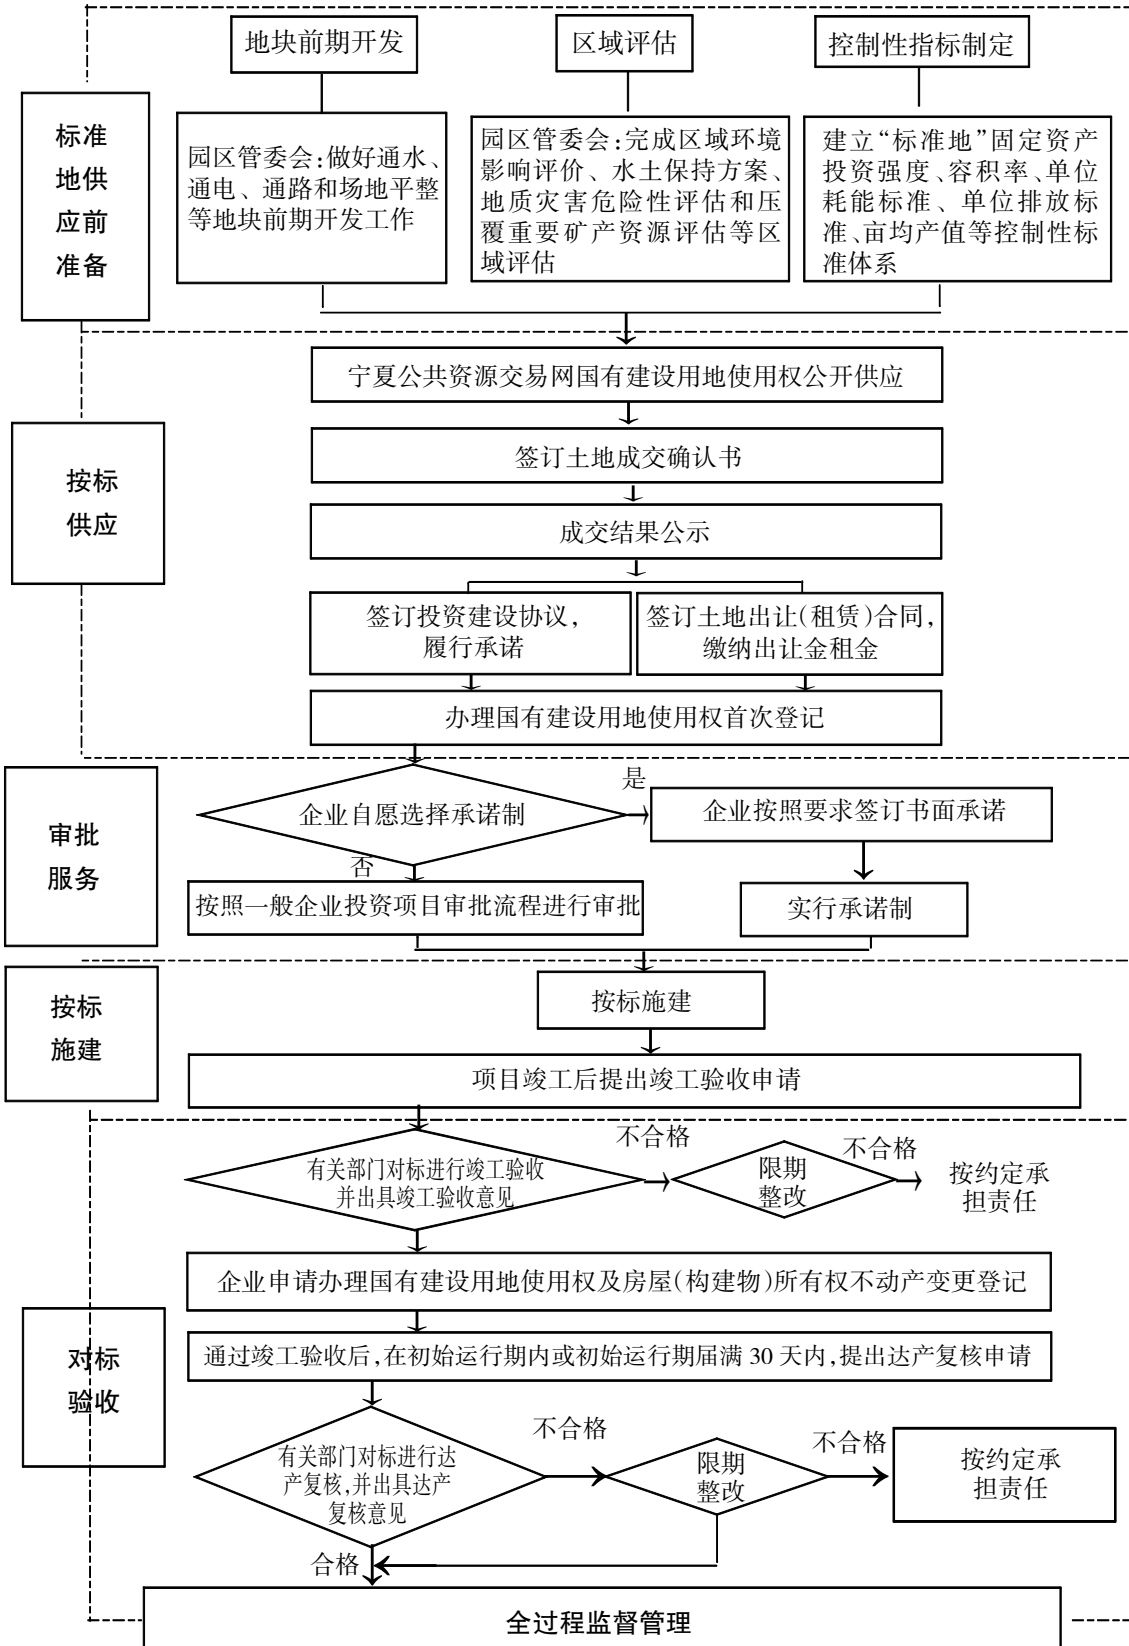 地块前期开发
区域评估
控制性指标制定
标准
地供
应前
准备
园区管委会:做好通水、
通电、通路和场地平整
等地块前期开发工作
园区管委会:完成区域环境
影响评价、水土保持方案、
地质灾害危险性评估和压
覆重要矿产资源评估等区
域评估
建立“标准地”固定资产
投资强度、容积率、单位
耗能标准、单位排放标
准、亩均产值等控制性标
准体系
按标
供应
宁夏公共资源交易网国有建设用地使用权公开供应
签订土地成交确认书
成交结果公示
签订投资建设协议,
履行承诺
签订土地出让(租赁)合同,
缴纳出让金租金
办理国有建设用地使用权首次登记
审批
服务
企业自愿选择承诺制
是
企业按照要求签订书面承诺
否
按照一般企业投资项目审批流程进行审批
实行承诺制
按标
施建
按标施建
项目竣工后提出竣工验收申请
对标
验收
有关部门对标进行竣工验收
并出具竣工验收意见
不合格
限期
整改
不合格
按约定承
担责任
企业申请办理国有建设用地使用权及房屋(构建物)所有权不动产变更登记
通过竣工验收后,在初始运行期内或初始运行期届满 30 天内,提出达产复核申请
有关部门对标进行达
产复核,并出具达产
复核意见
不合格
限期
整改
不合格
按约定承
担责任
合格
全过程监督管理